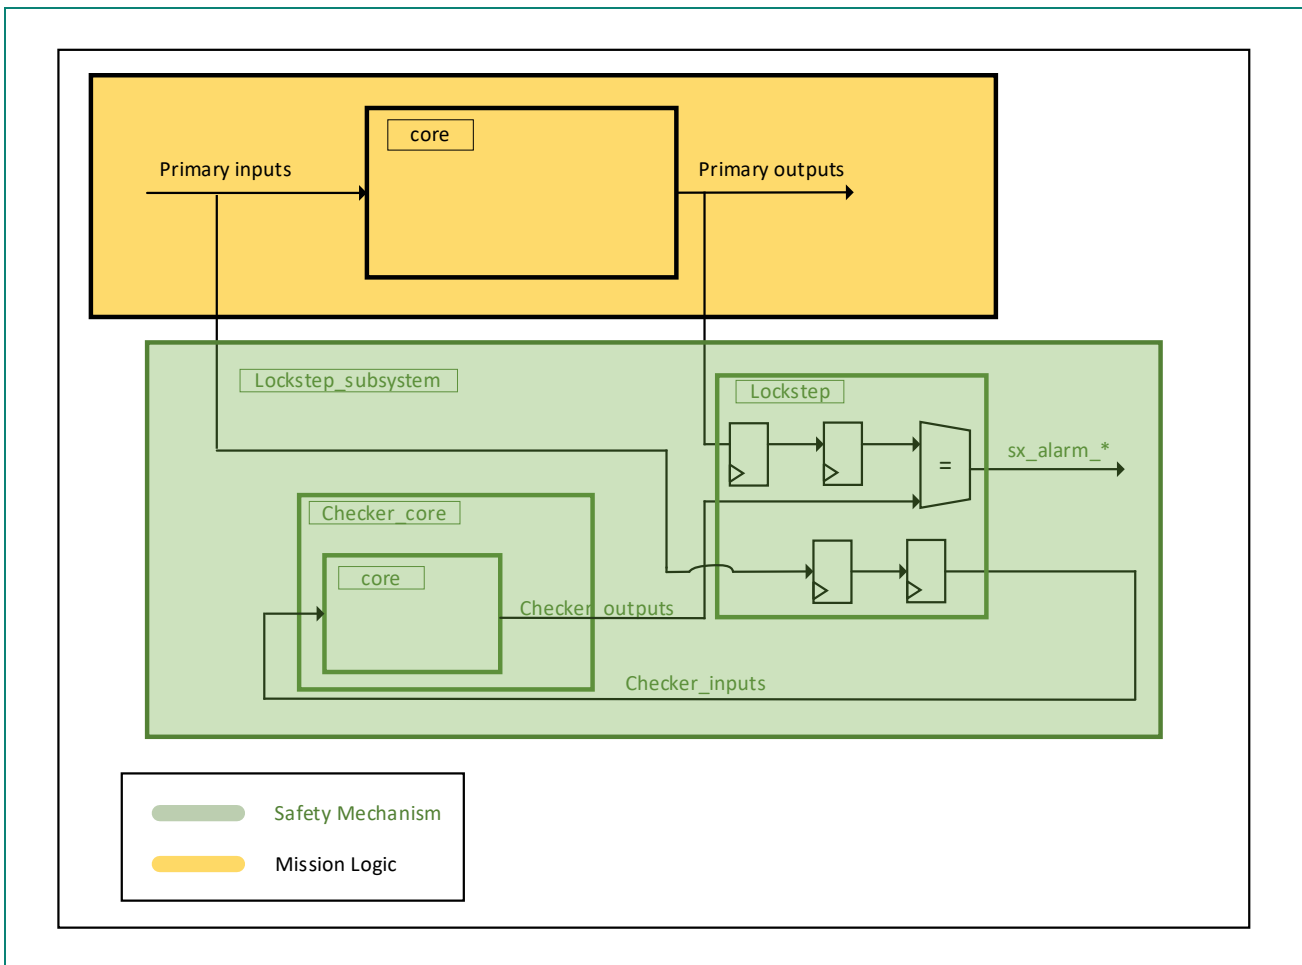 core
Primary inputs
Primary outputs
Lockstep_subsystem
Lockstep
=
sx_alarm_*
Checker_core
core
Checker_outputs
Checker_inputs
Safety Mechanism
Mission Logic